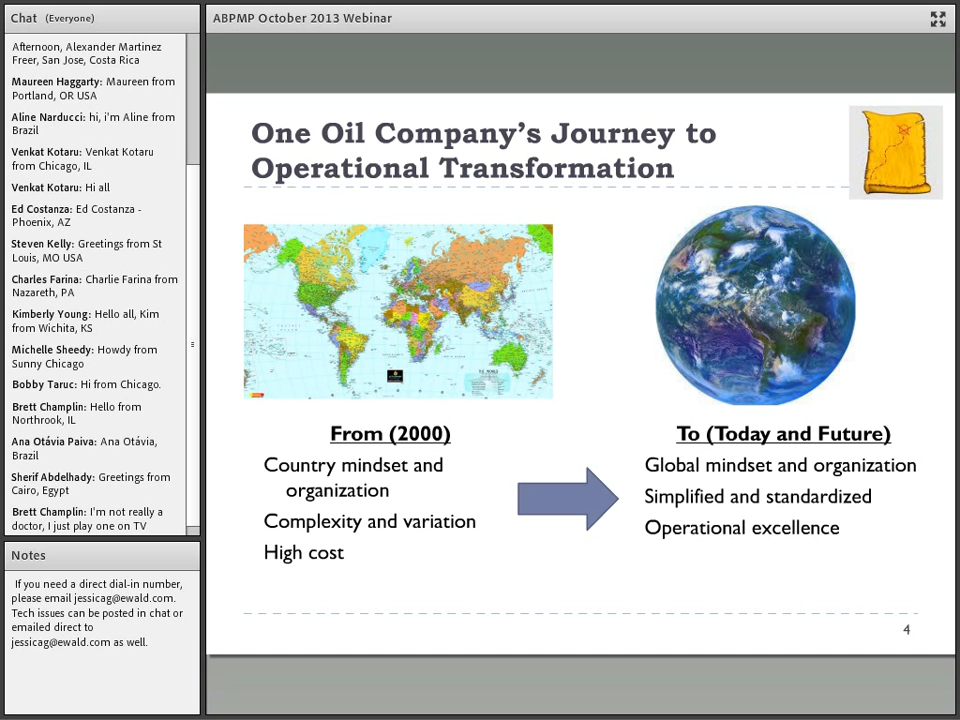 Chat (Everyone)
Afternoon, Alexander Martinez
Freer, San Jose, Costa Rica
Maureen Haggarty: Maureen from
Portland, OR USA
Aline Narducci: hi, i'm Aline from
Brazil
Venkat Kotaru: Venkat Kotaru
from Chicago, IL
Venkat Kotaru: Hi all
Ed Costanza: Ed Costanza -
Phoenix, AZ
Steven Kelly: Greetings from St
Louis, MO USA
Charles Farina: Charlie Farina from
Nazareth, PA
Kimberly Young: Hello all, Kim
from Wichita, KS
Michelle Sheedy: Howdy from
Sunny Chicago
Bobby Taruc: Hi from Chicago.
Brett Champlin: Hello from
Northrook, IL
Ana Otávia Paiva: Ana Otávia,
Brazil
Sherif Abdelhady: Greetings from
Cairo, Egypt
Brett Champlin: I'm not really a
doctor, I just play one on TV
Notes
If you need a direct dial-in number,
please email jessicag@ewald.com.
Tech issues can be posted in chat or
emailed direct to
jessicag@ewald.com as well.
ABPMP October 2013 Webinar
One Oil Company's Journey to
Operational Transformation
From (2000)
Country mindset and
organization
Complexity and variation
High cost
To (Today and Future)
Global mindset and organization
Simplified and standardized
Operational excellence
4